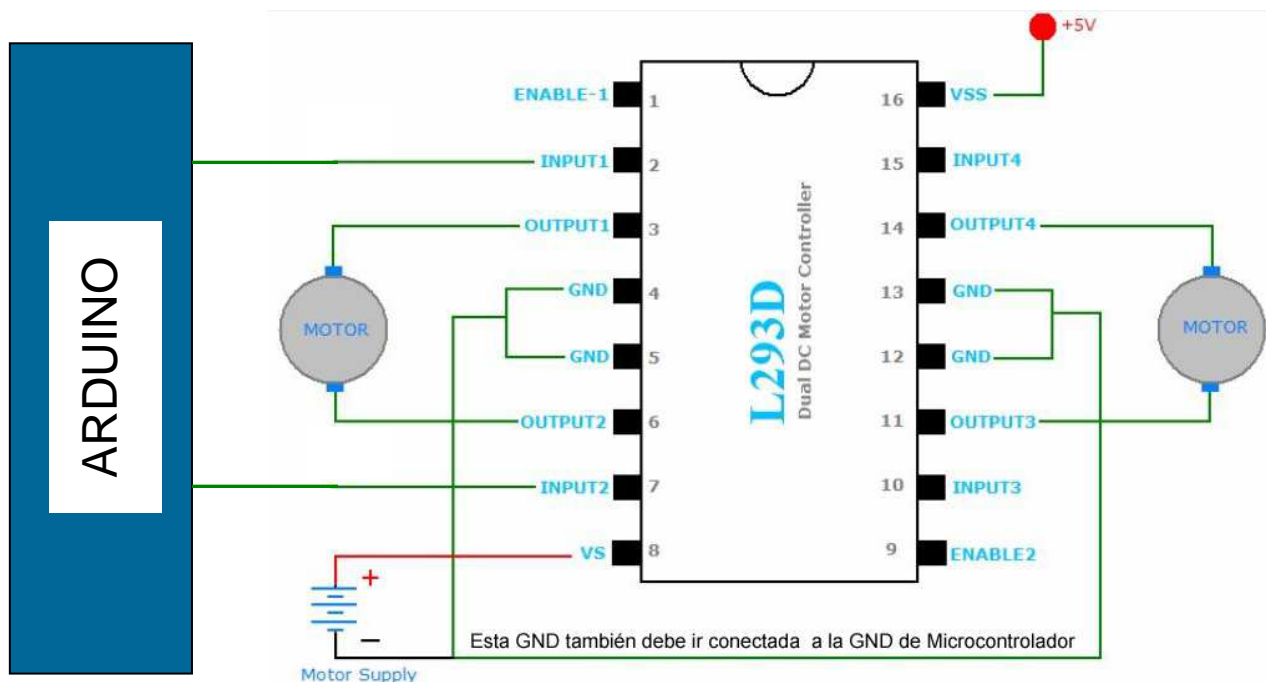 ARDUINO
+5V
ENABLE-1
1
16
VSS
INPUT1
2
15
INPUT4
OUTPUT1
3
14
OUTPUT4
GND
4
13
GND
MOTOR
MOTOR
L293D
Dual DC Motor Controller
GND
5
12
GND
OUTPUT2
6
11
OUTPUT3
INPUT2
7
10
INPUT3
VS
8
9
ENABLE2
+
−
Esta GND también debe ir conectada a la GND de Microcontrolador
Motor Supply